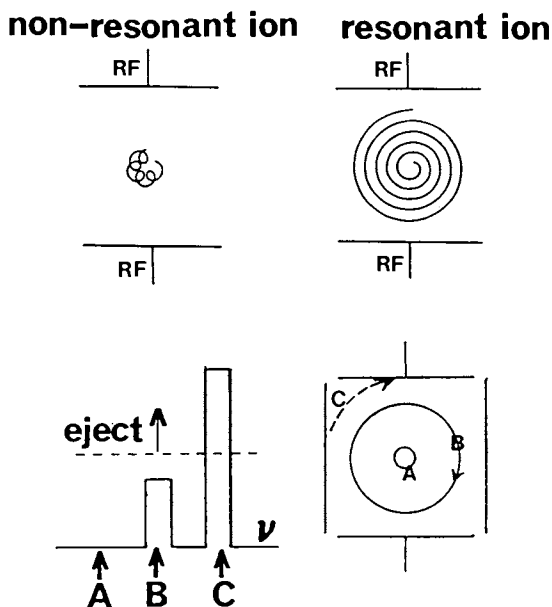 non-resonant ion
resonant ion
RF
RF
RF
RF
eject
ν
A B C
C
B
A